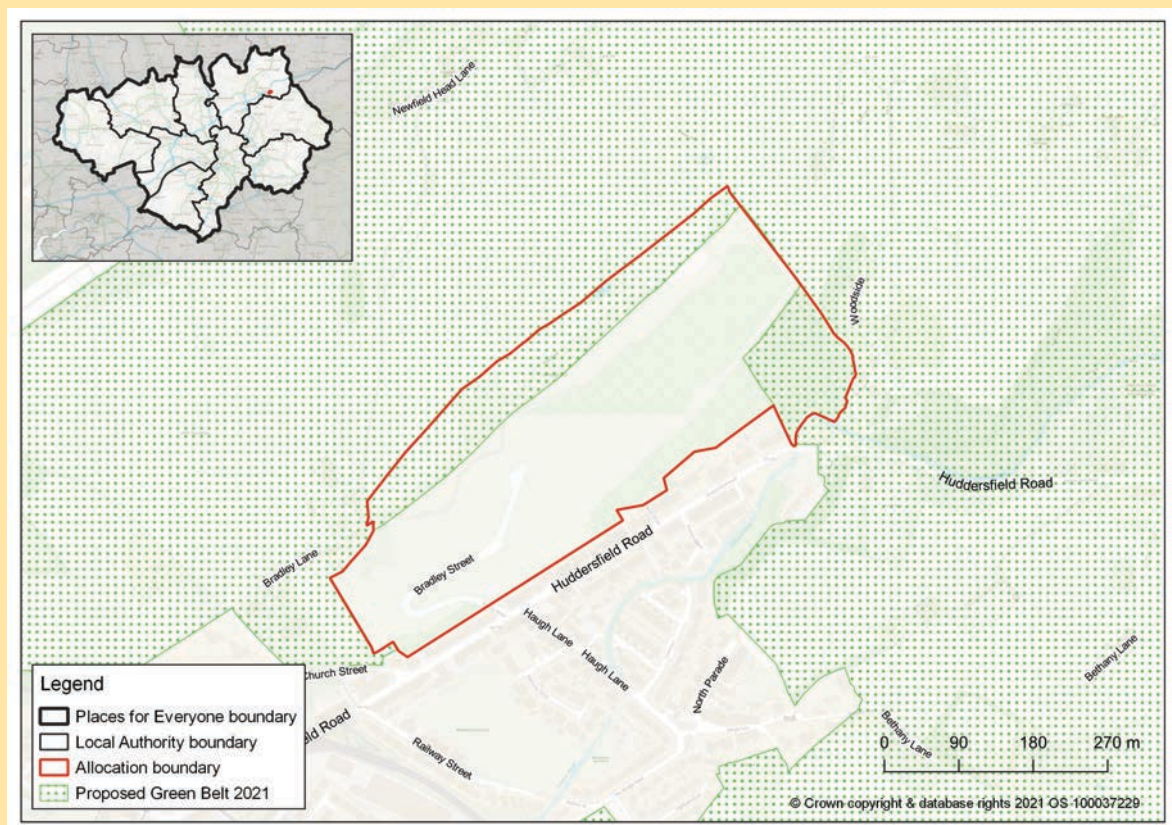 Newfield Head Lane
Woodside
Huddersfield Road
Bradley Lane
Bradley Street
Huddersfield Road
Haugh Lane
Haugh Lane
North Parade
Church Street
Railway Street
Bethany Lane
Bethany Lane
Legend
Places for Everyone boundary
Local Authority boundary
Allocation boundary
Proposed Green Belt 2021
eld Road
0 90 180 270 m
© Crown copyright & database rights 2021 OS 100037229